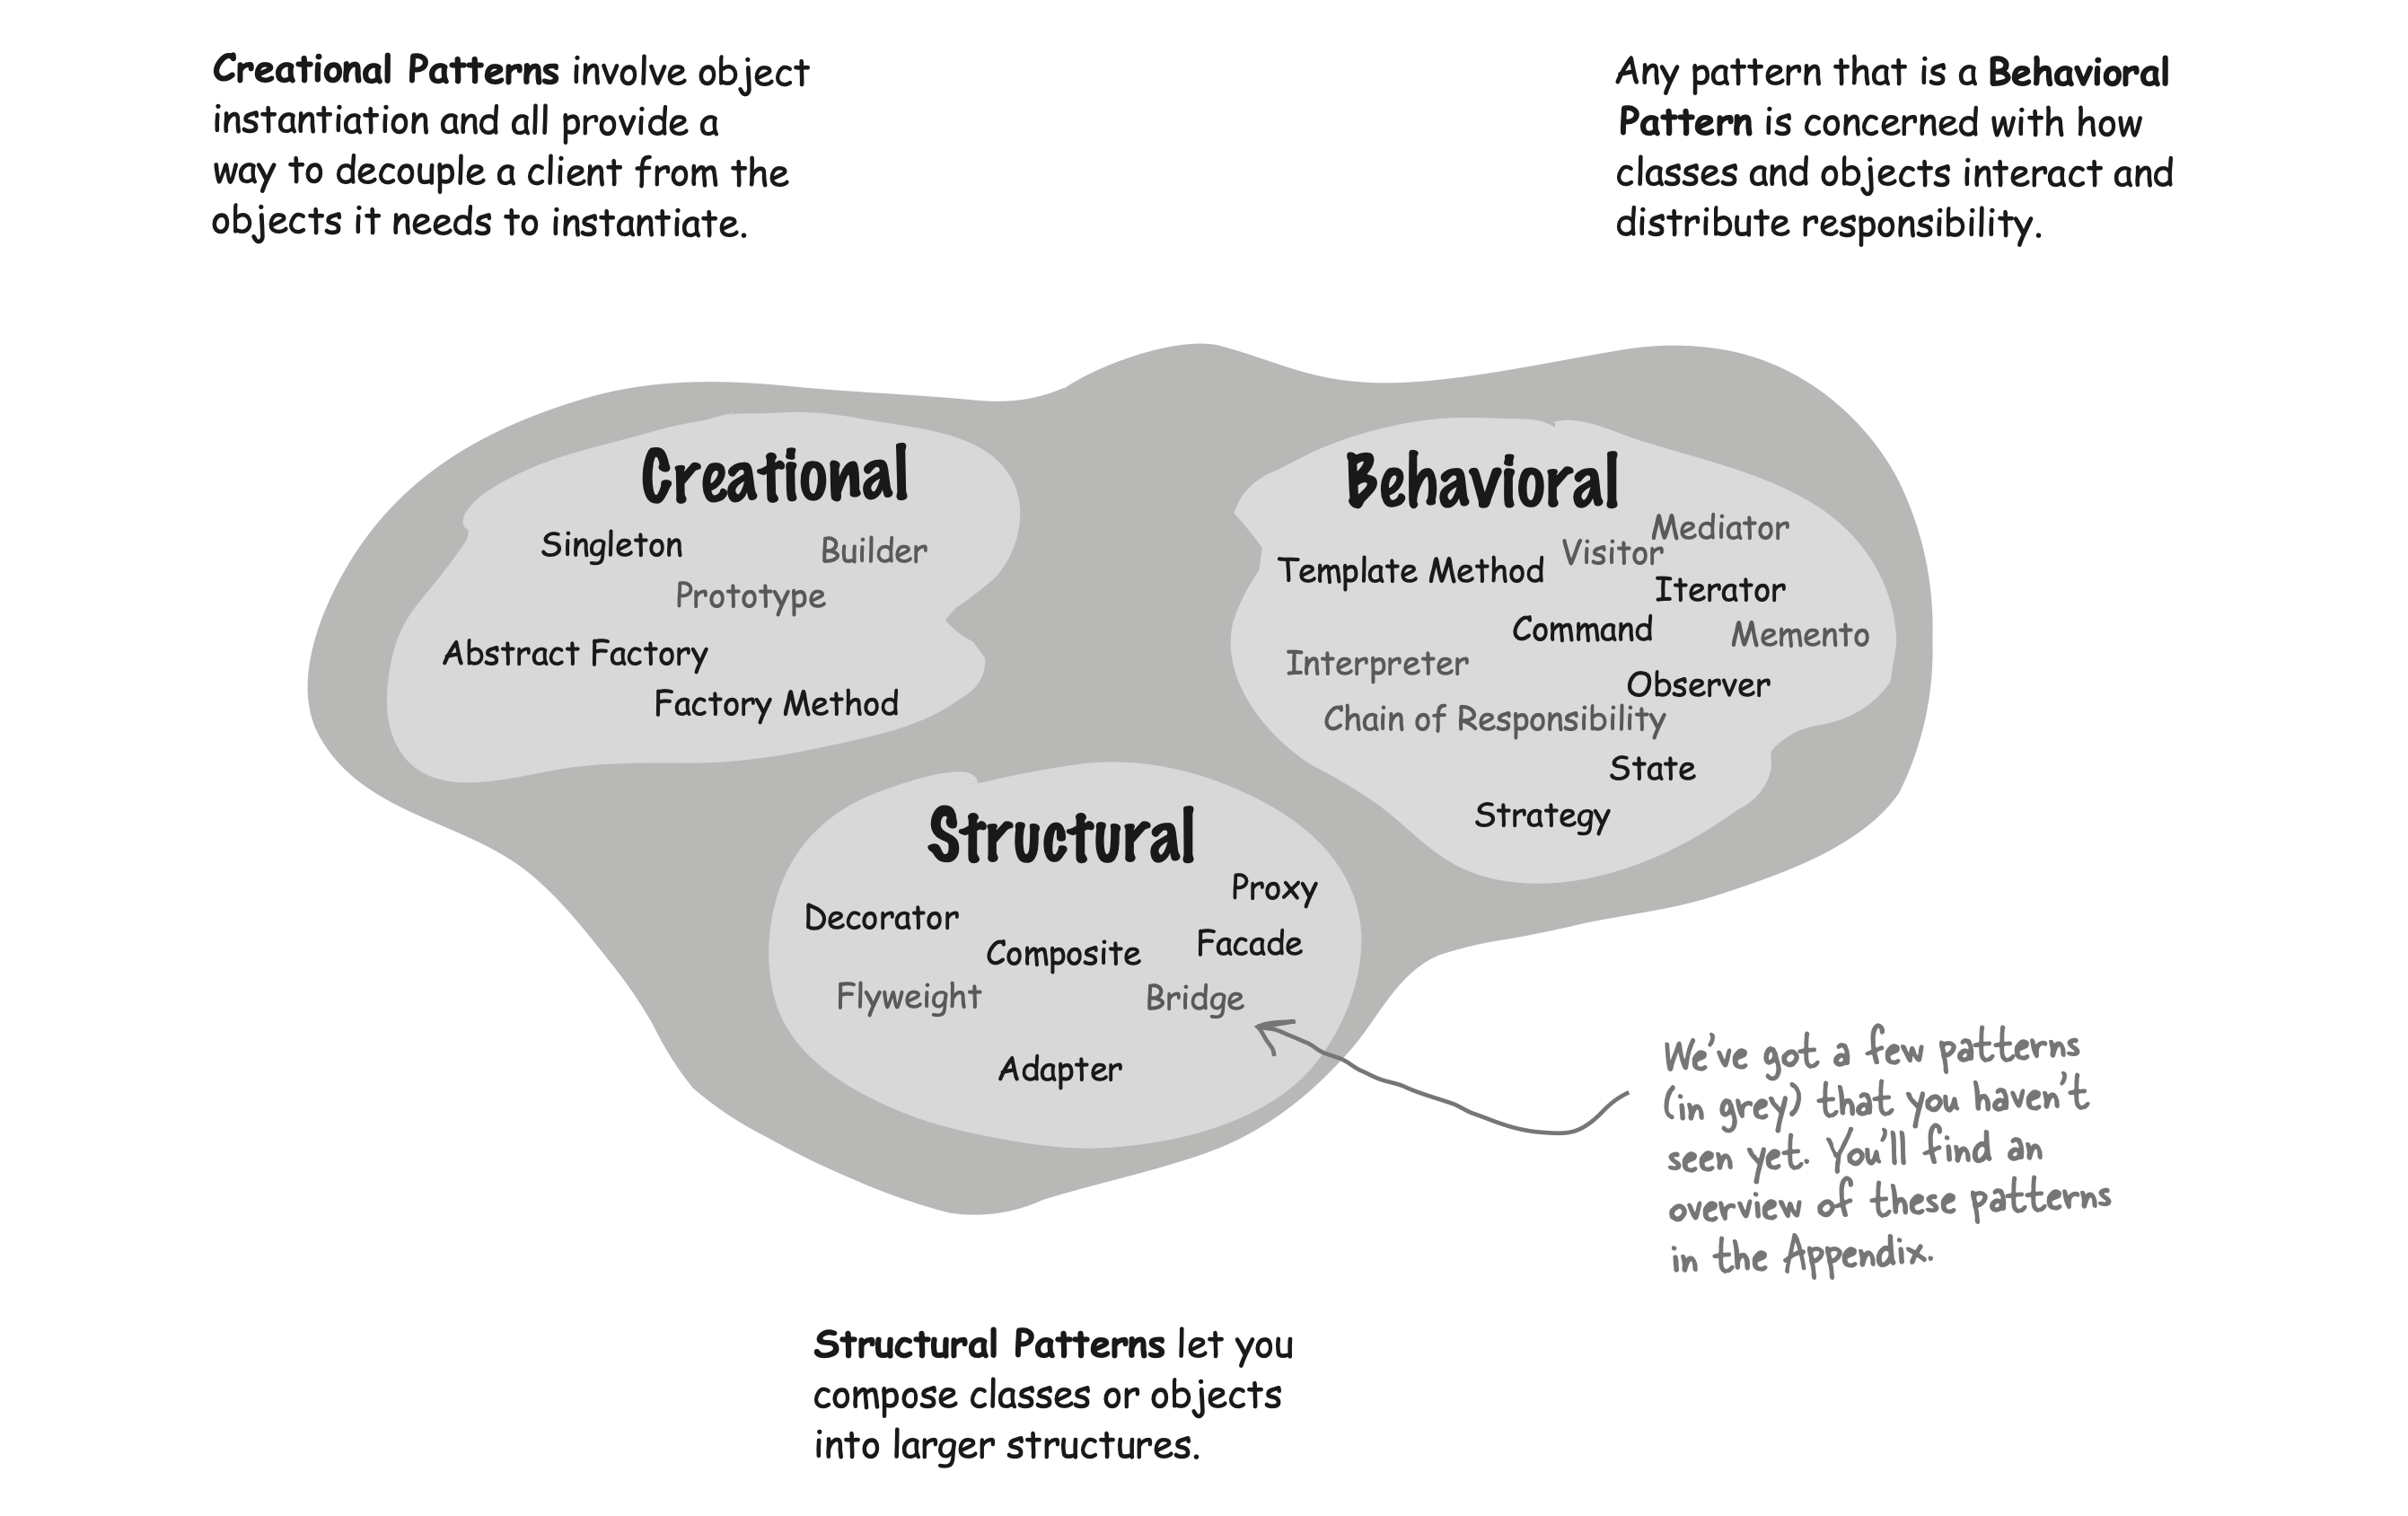 Creational Patterns involve object
instantiation and all provide a
way to decouple a client from the
objects it needs to instantiate.
Any pattern that is a Behavioral
Pattern is concerned with how
classes and objects interact and
distribute responsibility.
Creational
Singleton
Builder
Prototype
Abstract Factory
Factory Method
Behavioral
Mediator
Visitor
Template Method
Iterator
Command
Memento
Interpreter
Observer
Chain of Responsibility
State
Strategy
Structural
Proxy
Decorator
Facade
Composite
Flyweight
Bridge
Adapter
We've got a few patterns
(in grey) that you haven't
seen yet. You'll find an
overview of these patterns
in the Appendix.
Structural Patterns let you
compose classes or objects
into larger structures.